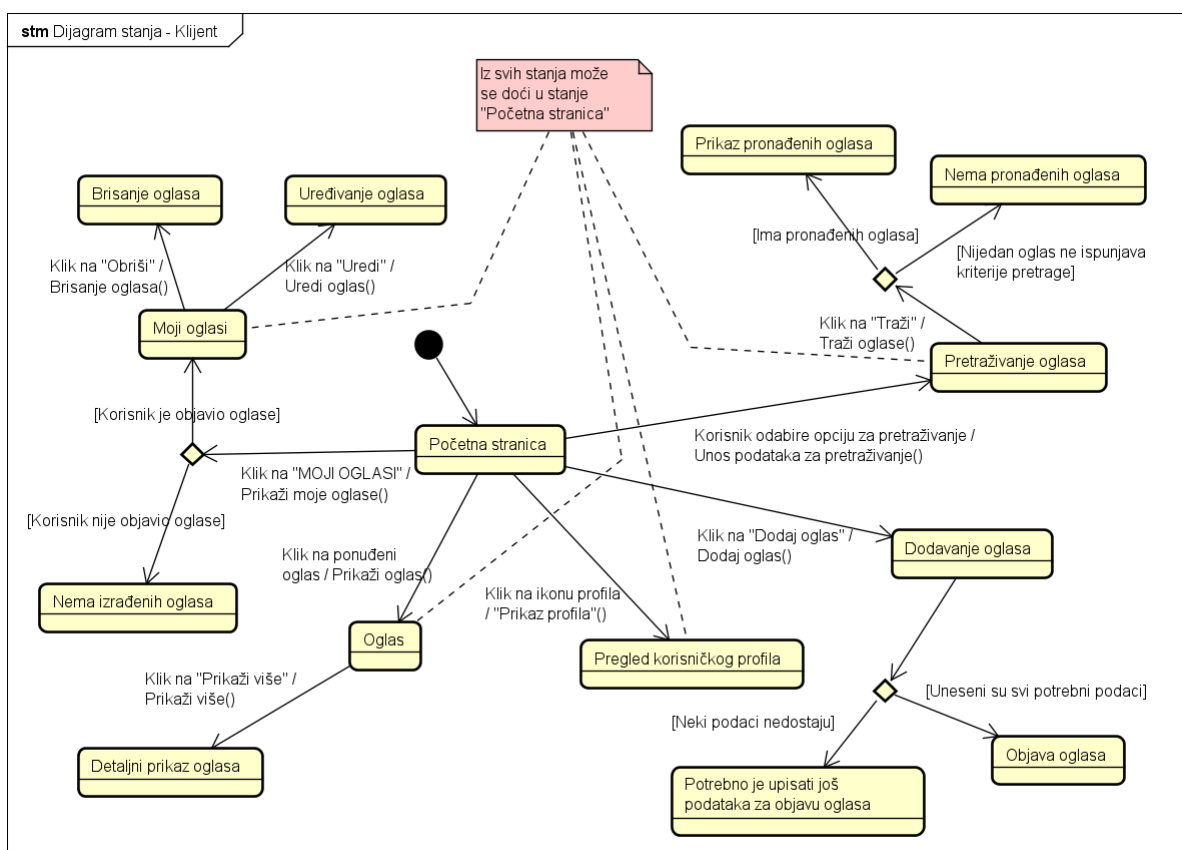 stm Dijagram stanja - Klijent
Iz svih stanja može
se doći u stanje
"Početna stranica"
Prikaz pronađenih oglasa
Nema pronađenih oglasa
Brisanje oglasa
Uređivanje oglasa
[Ima pronađenih oglasa]
[Nijedan oglas ne ispunjava
kriterije pretrage]
Klik na "Obriši" /
Brisanje oglasa()
Klik na "Uredi" /
Uredi oglas()
Moji oglasi
Klik na "Traži" /
Traži oglase()
Pretraživanje oglasa
[Korisnik je objavio oglase]
Početna stranica
Korisnik odabire opciju za pretraživanje /
Unos podataka za pretraživanje()
Klik na "MOJI OGLASI" /
Prikaži moje oglase()
[Korisnik nije objavio oglase]
Klik na "Dodaj oglas" /
Dodaj oglas()
Dodavanje oglasa
Klik na ponuđeni
oglas / Prikaži oglas()
Klik na ikonu profila
/ "Prikaz profila"()
Nema izrađenih oglasa
Oglas
Pregled korisničkog profila
Klik na "Prikaži više" /
Prikaži više()
[Uneseni su svi potrebni podaci]
[Neki podaci nedostaju]
Detaljni prikaz oglasa
Objava oglasa
Potrebno je upisati još
podataka za objavu oglasa